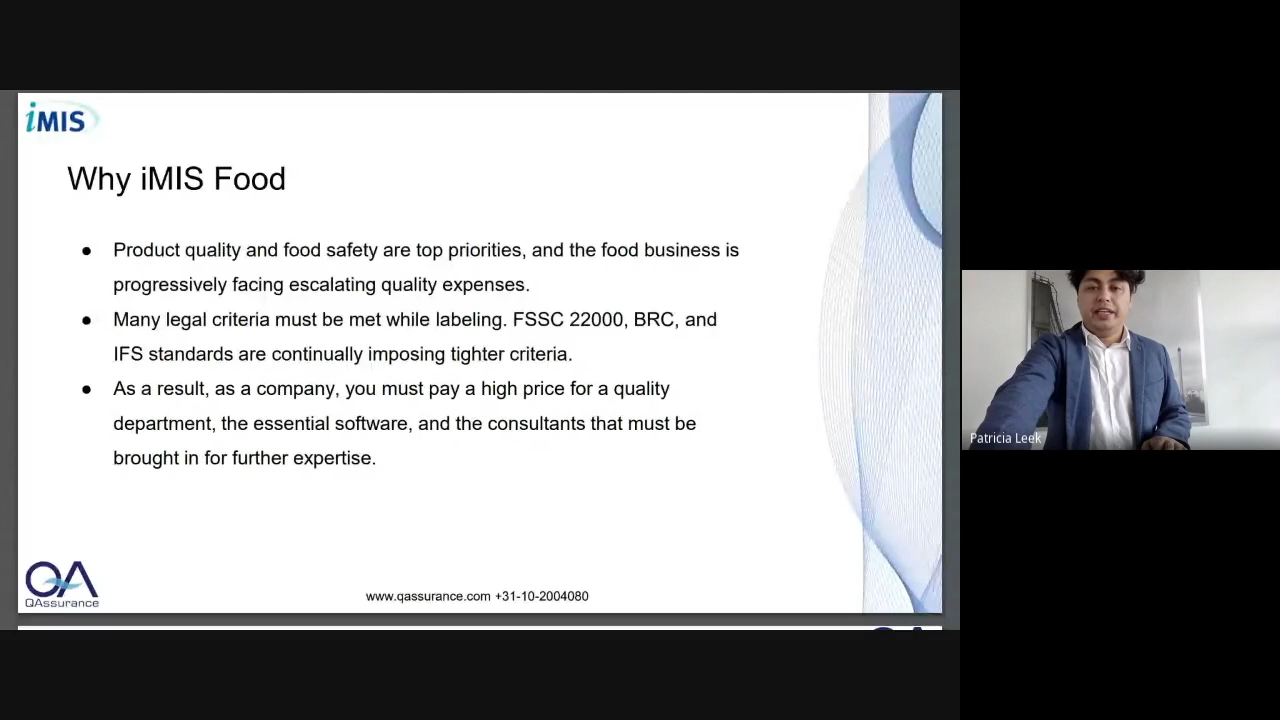 iMIS
Why iMIS Food
● Product quality and food safety are top priorities, and the food business is
progressively facing escalating quality expenses.
● Many legal criteria must be met while labeling. FSSC 22000, BRC, and
IFS standards are continually imposing tighter criteria.
● As a result, as a company, you must pay a high price for a quality
department, the essential software, and the consultants that must be
brought in for further expertise.
QA
QAssurance
www.qassurance.com +31-10-2004080
Patricia Leek